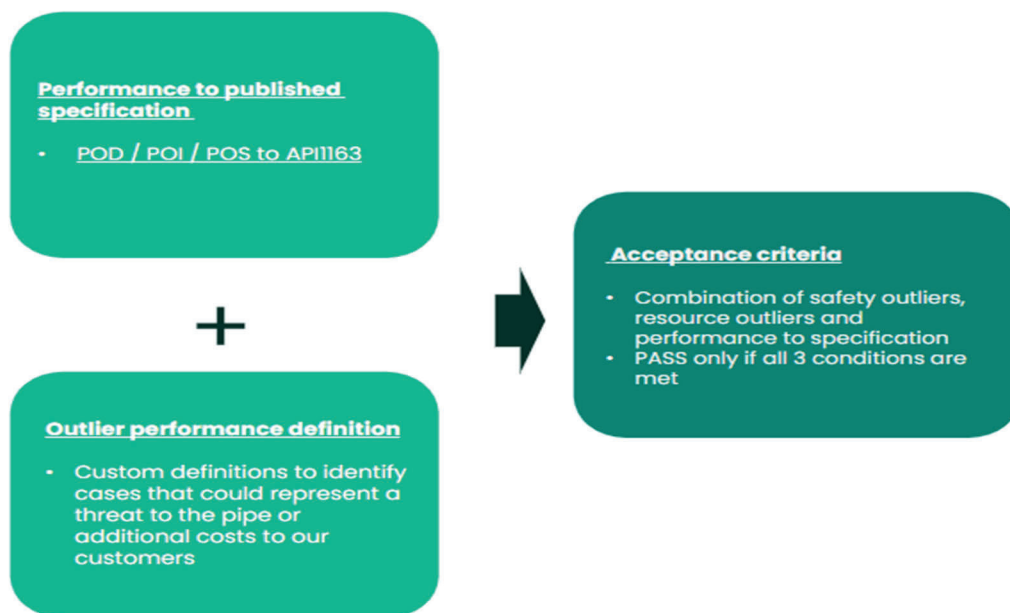 Performance to published
specification
• POD / POI / POS to API1163
+
Outlier performance definition
• Custom definitions to identify
cases that could represent a
threat to the pipe or
additional costs to our
customers
Acceptance criteria
• Combination of safety outliers,
resource outliers and
performance to specification
• PASS only if all 3 conditions are
met